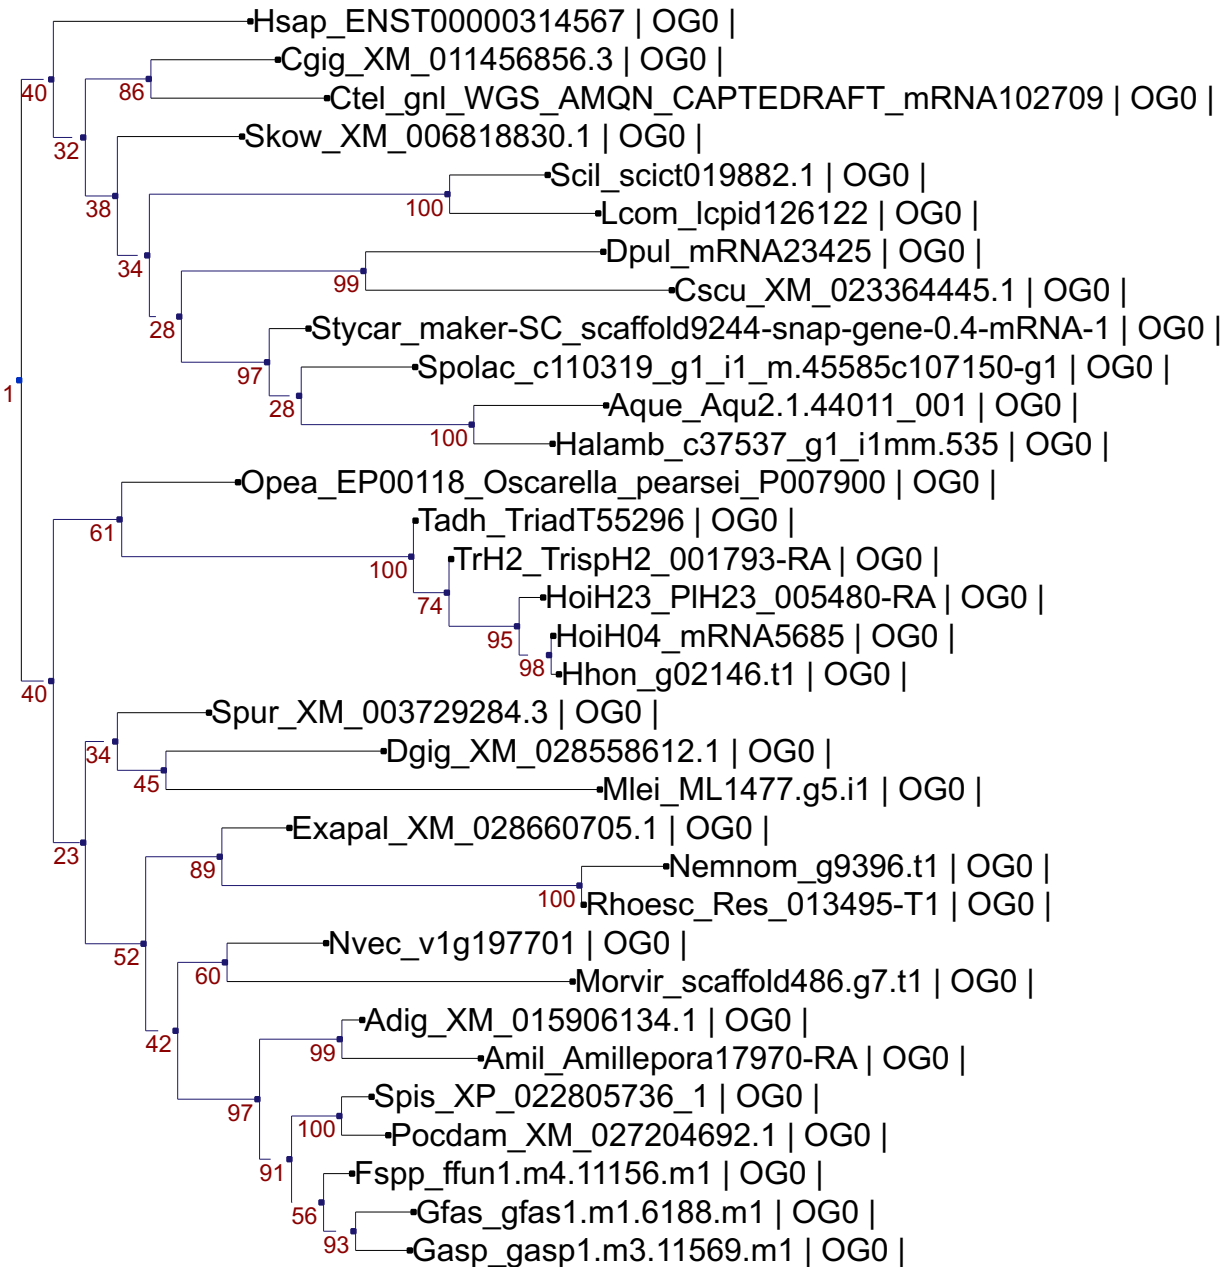 Hsap_ENST00000314567 | OG0 |
Cgig_XM_011456856.3 | OG0 |
40
86
Ctel_gnl_WGS_AMQN_CAPTEDRAFT_mRNA102709 | OG0 |
Skow_XM_006818830.1 | OG0 |
32
Scil_scict019882.1 | OG0 |
38
100
Lcom_lcpid126122 | OG0 |
Dpul_mRNA23425 | OG0 |
34
99
Cscu_XM_023364445.1 | OG0 |
28
Stycar_maker-SC_scaffold9244-snap-gene-0.4-mRNA-1 | OG0 |
Spolac_c110319_g1_i1_m.45585c107150-g1 | OG0 |
97
1
28
Aque_Aqu2.1.44011_001 | OG0 |
100
Halamb_c37537_g1_i1mm.535 | OG0 |
Opea_EP00118_Oscarella_pearsei_P007900 | OG0 |
61
Tadh_TriadT55296 | OG0 |
100
TrH2_TrispH2_001793-RA | OG0 |
74
HoiH23_PlH23_005480-RA | OG0 |
95
HoiH04_mRNA5685 | OG0 |
98
Hhon_g02146.t1 | OG0 |
40
Spur_XM_003729284.3 | OG0 |
34
Dgig_XM_028558612.1 | OG0 |
45
Mlei_ML1477.g5.i1 | OG0 |
Exapal_XM_028660705.1 | OG0 |
23
89
Nemnom_g9396.t1 | OG0 |
100
Rhoesc_Res_013495-T1 | OG0 |
Nvec_v1g197701 | OG0 |
52
60
Morvir_scaffold486.g7.t1 | OG0 |
Adig_XM_015906134.1 | OG0 |
42
99
Amil_Amillepora17970-RA | OG0 |
Spis_XP_022805736_1 | OG0 |
97
100
Pocdam_XM_027204692.1 | OG0 |
91
Fspp_ffun1.m4.11156.m1 | OG0 |
56
Gfas_gfas1.m1.6188.m1 | OG0 |
93
Gasp_gasp1.m3.11569.m1 | OG0 |